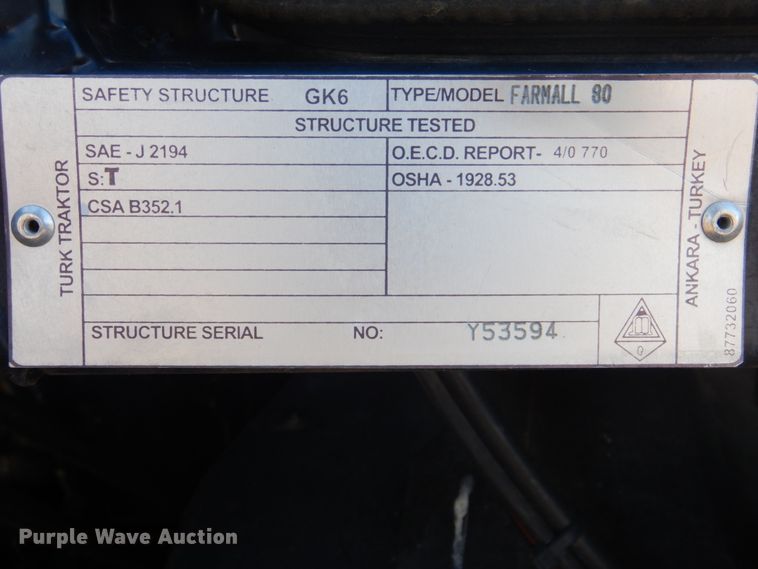 SAFETY STRUCTURE GK6 TYPE/MODEL FARMALL 80
STRUCTURE TESTED
SAE - J 2194 O.E.C.D. REPORT- 4/0 770
S:T OSHA - 1928.53
CSA B352.1
STRUCTURE SERIAL NO: Y53594
TURK TRAKTOR
ANKARA - TURKEY
87732060
0
Purple Wave Auction